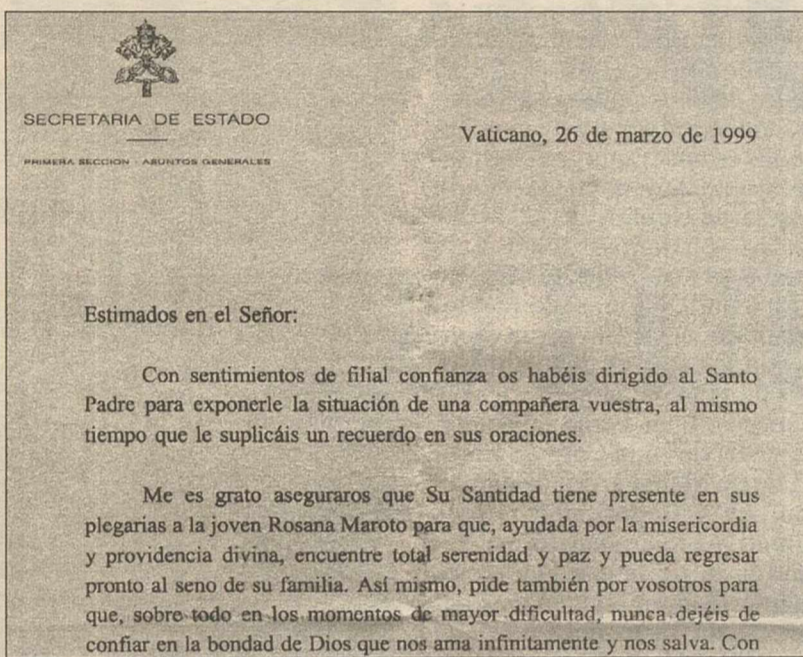 SECRETARIA DE ESTADO
PRIMERA SECCION - ASUNTOS GENERALES
Vaticano, 26 de marzo de 1999
Estimados en el Señor:
Con sentimientos de filial confianza os habéis dirigido al Santo
Padre para exponerle la situación de una compañera vuestra, al mismo
tiempo que le suplicáis un recuerdo en sus oraciones.
Me es grato aseguraros que Su Santidad tiene presente en sus
plegarias a la joven Rosana Maroto para que, ayudada por la misericordia
y providencia divina, encuentre total serenidad y paz y pueda regresar
pronto al seno de su familia. Así mismo, pide también por vosotros para
que, sobre todo en los momentos de mayor dificultad, nunca dejéis de
confiar en la bondad de Dios que nos ama infinitamente y nos salva. Con